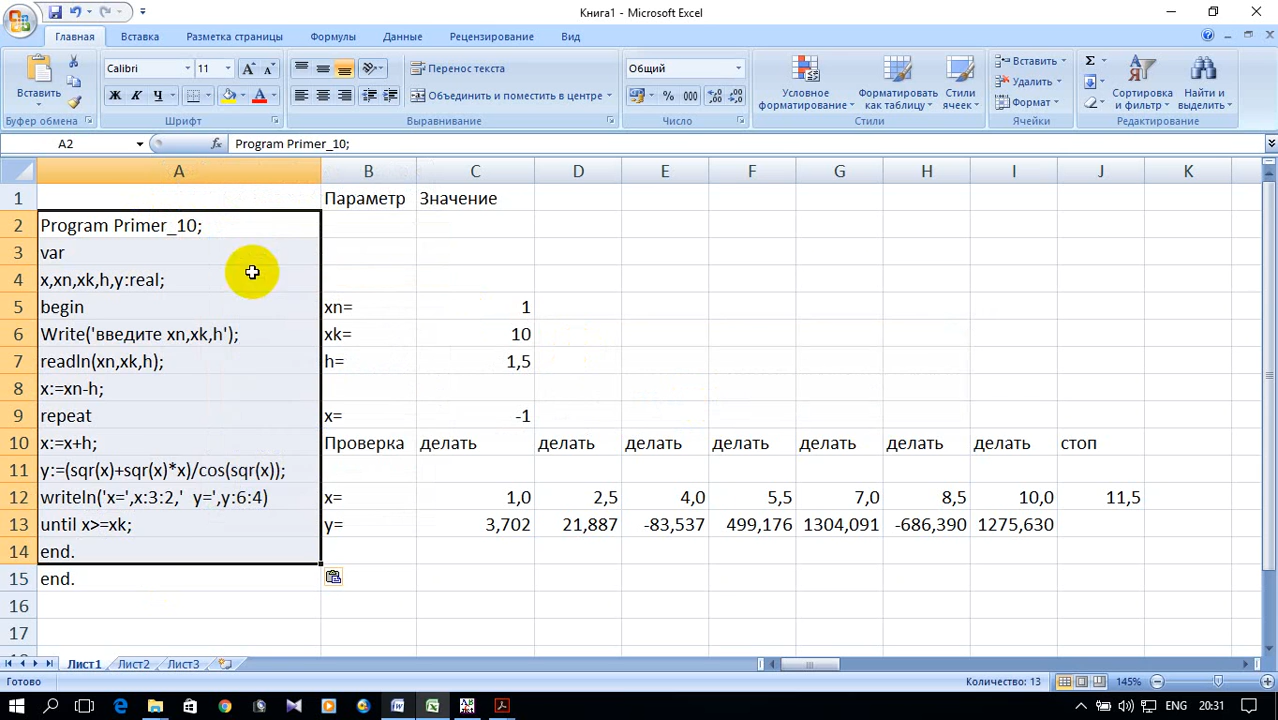 Книга1 - Microsoft Excel
Главная Вставка Разметка страницы Формулы Данные Рецензирование Вид
Calibri 11 Перенос текста Общий Вставить
Вставить Ж К Ч Объединить и поместить в центре % 000 Условное форматирование Форматировать как таблицу Стили ячеек Удалить Формат Сортировка и фильтр Найти и выделить
Буфер обмена Шрифт Выравнивание Число Стили Ячейки Редактирование
A2 fx Program Primer_10;
A B C D E F G H I J K
1 Параметр Значение
2 Program Primer_10;
3 var
4 x,xn,xk,h,y:real;
5 begin xn= 1
6 Write('введите xn,xk,h'); xk= 10
7 readln(xn,xk,h); h= 1,5
8 x:=xn-h;
9 repeat x= -1
10 x:=x+h; Проверка делать делать делать делать делать делать делать стоп
11 y:=(sqr(x)+sqr(x)*x)/cos(sqr(x));
12 writeln('x=',x:3:2,'  y=',y:6:4) x= 1,0 2,5 4,0 5,5 7,0 8,5 10,0 11,5
13 until x>=xk; y= 3,702 21,887 -83,537 499,176 1304,091 -686,390 1275,630
14 end.
15 end.
16
17
Лист1 Лист2 Лист3
Готово Количество: 13 145%
ENG 20:31